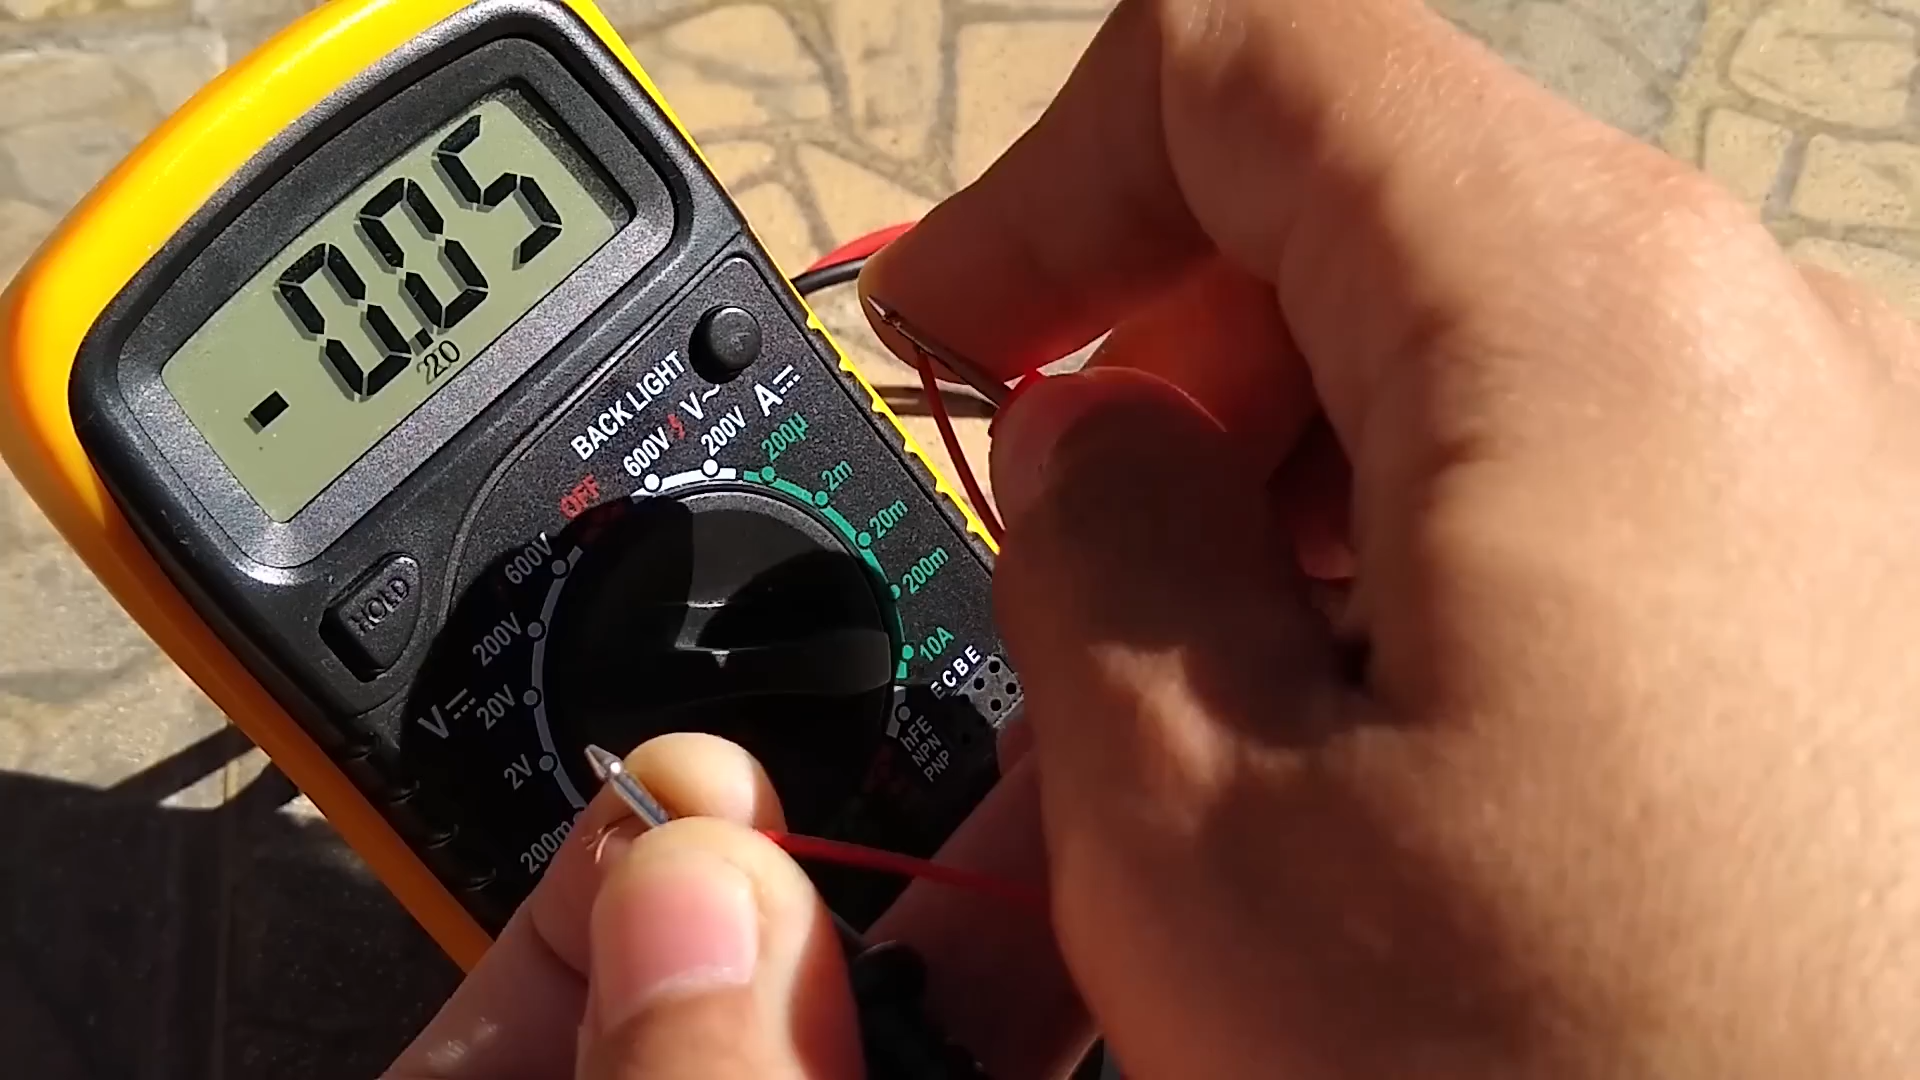 - 0.05
20
BACK LIGHT
HOLD
OFF
600V
V~
200V
A
200µ
2m
20m
200m
10A
E C B E
hFE
NPN
PNP
600V
200V
V
20V
2V
200m